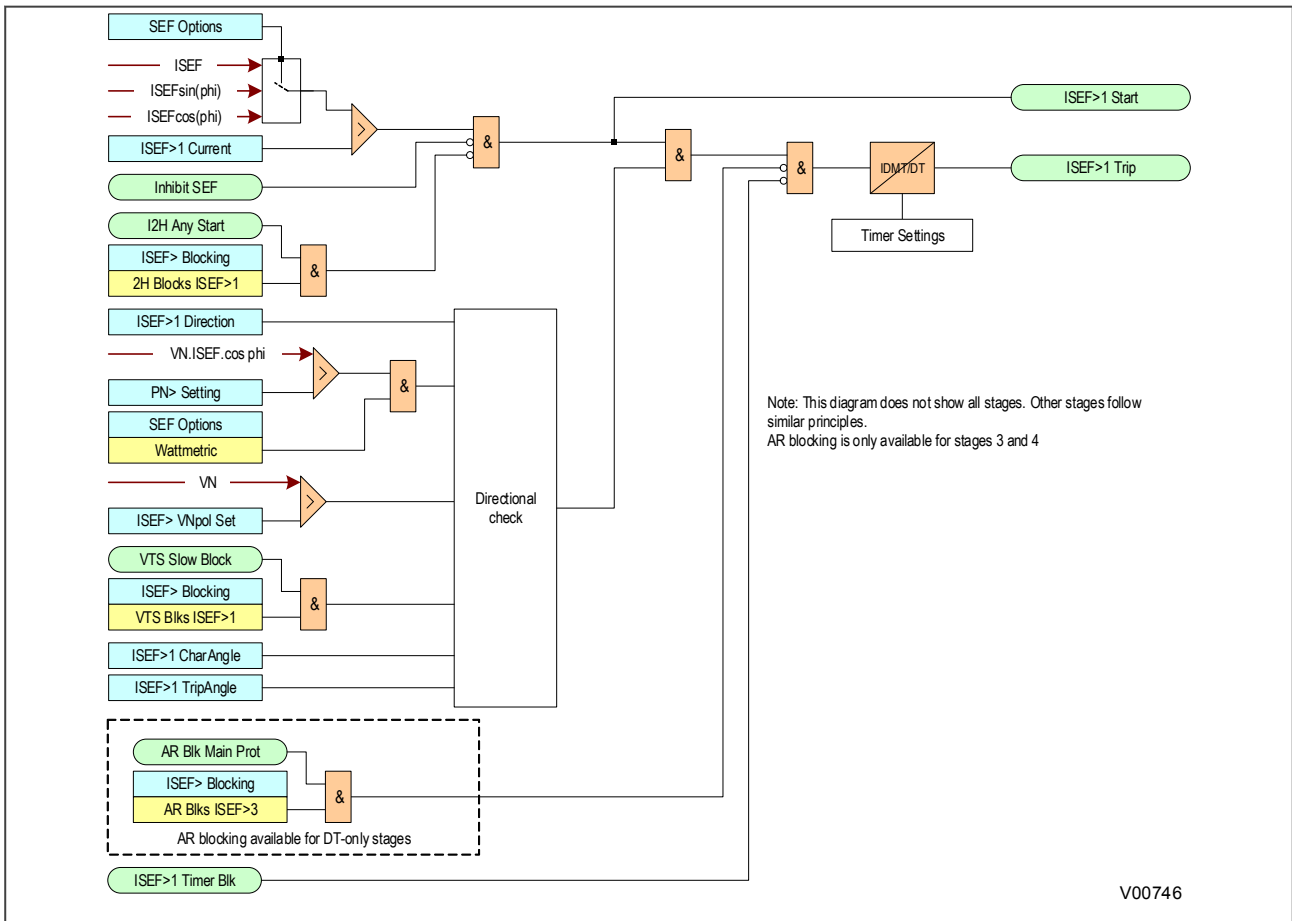 SEF Options
ISEF
ISEFsin(phi)
ISEFcos(phi)
>
ISEF>1 Current
&
Inhibit SEF
I2H Any Start
ISEF> Blocking
2H Blocks ISEF>1
&
ISEF>1 Start
&
&
IDMT/DT
ISEF>1 Trip
Timer Settings
ISEF>1 Direction
VN.ISEF.cos phi
>
PN> Setting
&
SEF Options
Wattmetric
VN
>
ISEF> VNpol Set
Directional
check
VTS Slow Block
ISEF> Blocking
VTS Blks ISEF>1
&
ISEF>1 CharAngle
ISEF>1 TripAngle
Note: This diagram does not show all stages. Other stages follow
similar principles.
AR blocking is only available for stages 3 and 4
AR Blk Main Prot
ISEF> Blocking
AR Blks ISEF>3
&
AR blocking available for DT-only stages
ISEF>1 Timer Blk
V00746